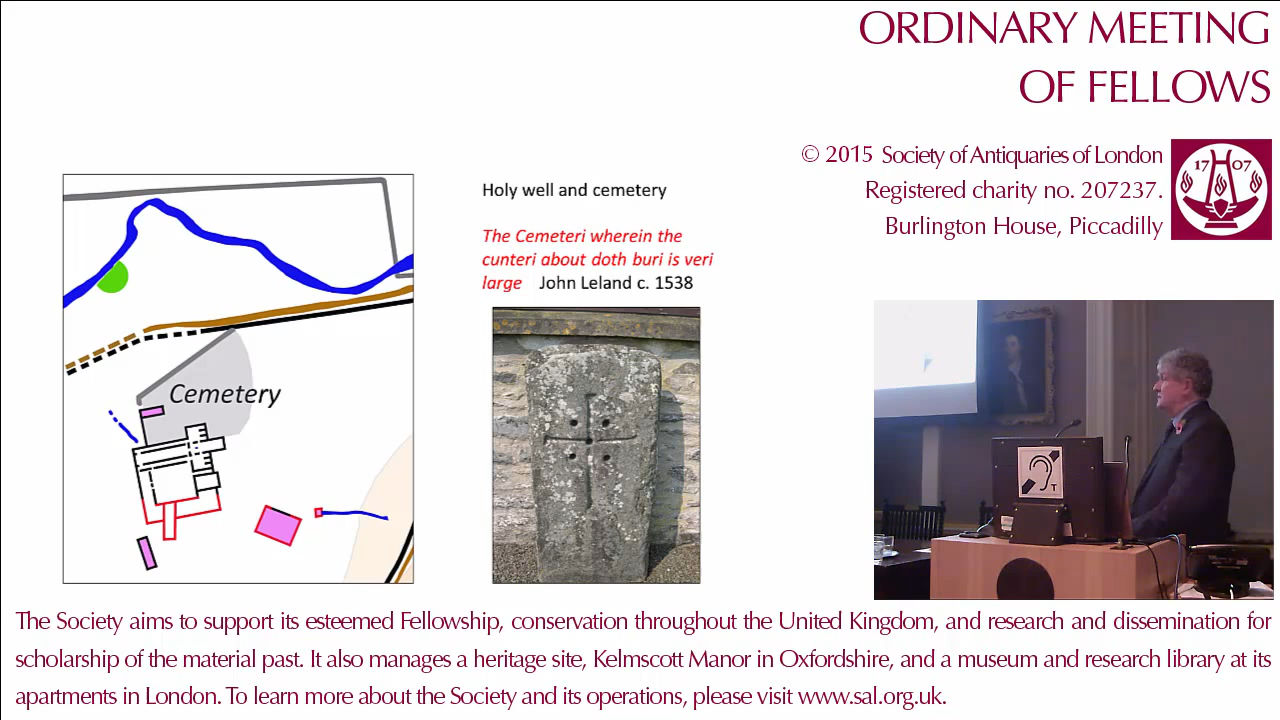 ORDINARY MEETING
OF FELLOWS
© 2015 Society of Antiquaries of London
Registered charity no. 207237.
Burlington House, Piccadilly
17 07
Holy well and cemetery
The Cemeteri wherein the
cunteri about doth buri is veri
large John Leland c. 1538
Cemetery
T
The Society aims to support its esteemed Fellowship, conservation throughout the United Kingdom, and research and dissemination for
scholarship of the material past. It also manages a heritage site, Kelmscott Manor in Oxfordshire, and a museum and research library at its
apartments in London. To learn more about the Society and its operations, please visit www.sal.org.uk.